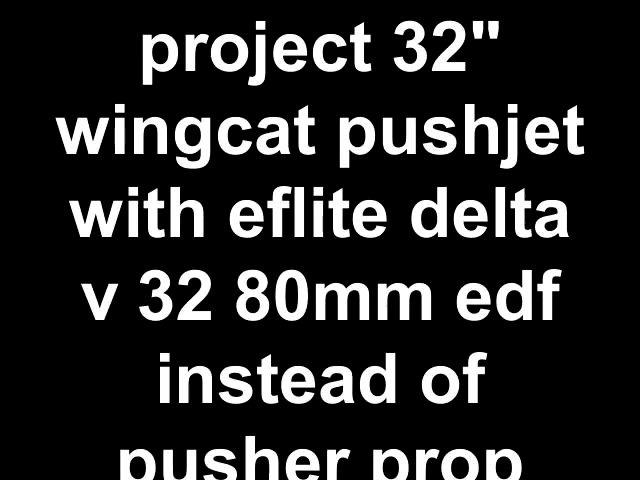 project 32"
wingcat pushjet
with eflite delta
v 32 80mm edf
instead of
pusher prop